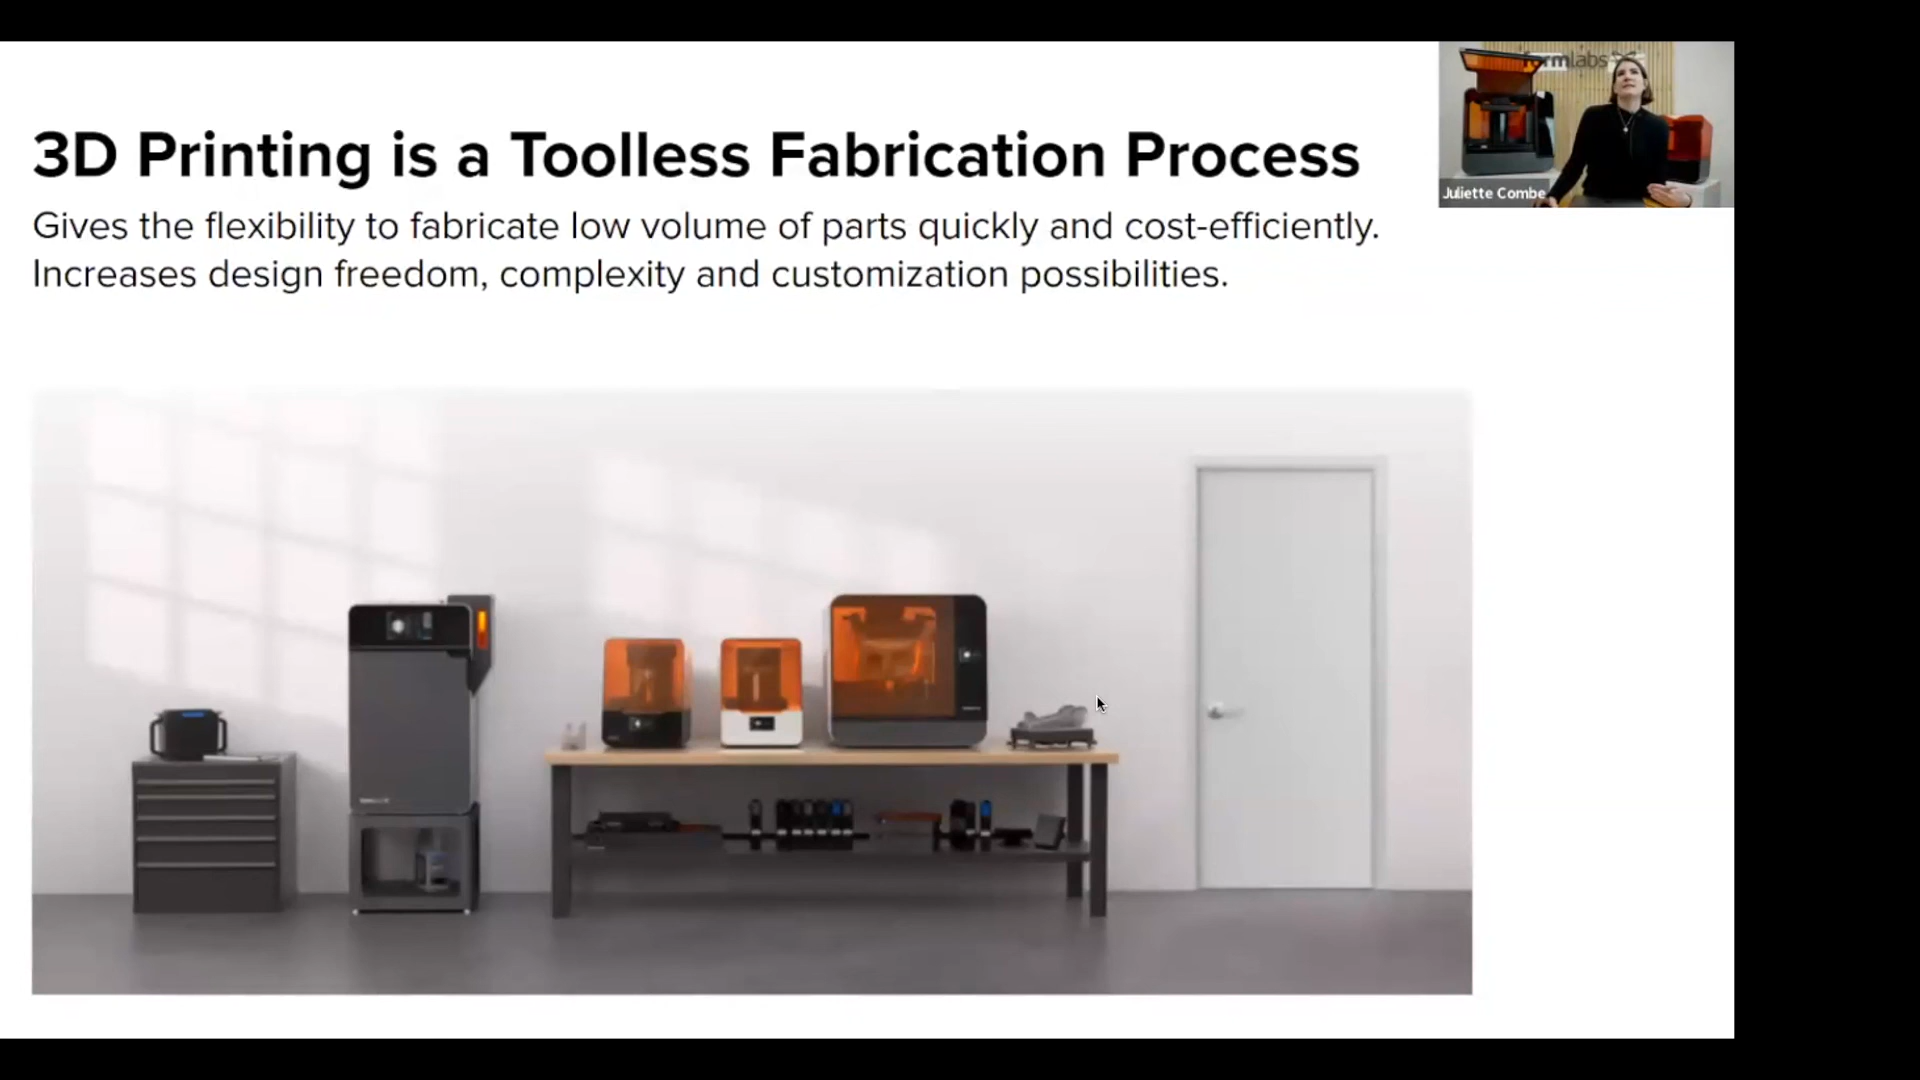 3D Printing is a Toolless Fabrication Process
Gives the flexibility to fabricate low volume of parts quickly and cost-efficiently.
Increases design freedom, complexity and customization possibilities.
formlabs
Juliette Combe